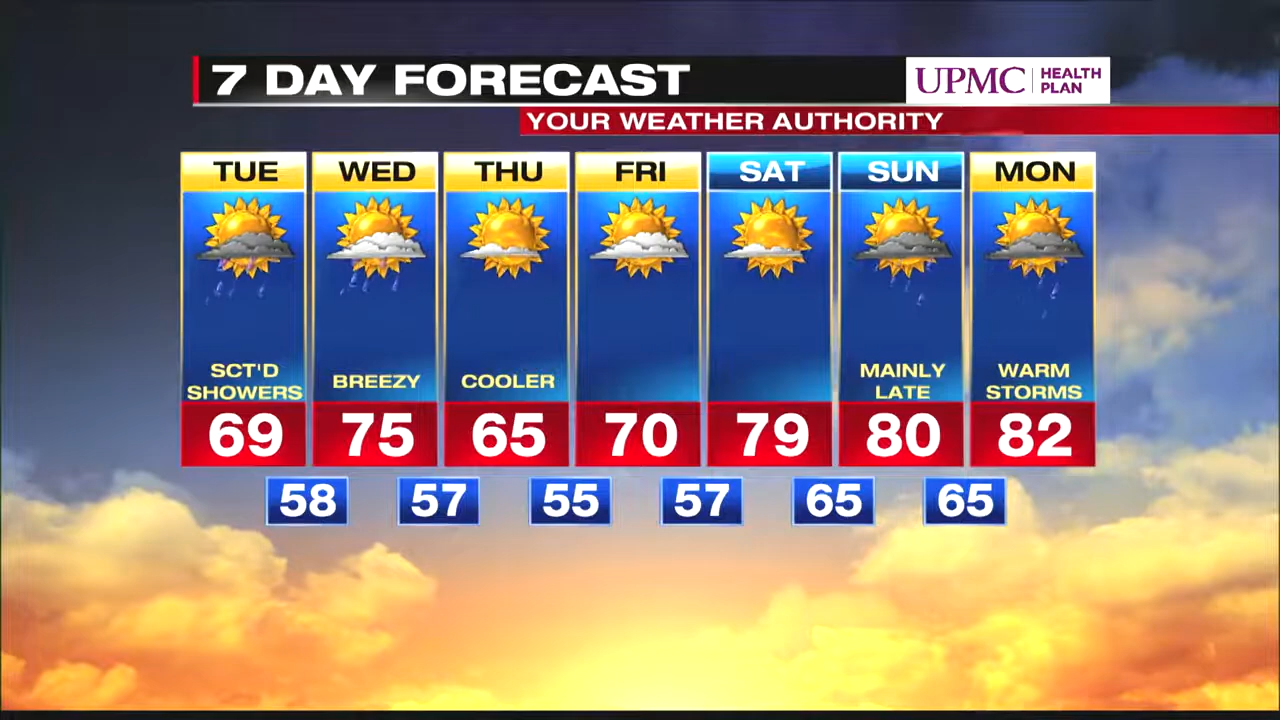 7 DAY FORECAST
UPMC HEALTH PLAN
YOUR WEATHER AUTHORITY
TUE WED THU FRI SAT SUN MON
SCT'D SHOWERS
BREEZY
COOLER
MAINLY LATE
WARM STORMS
69 75 65 70 79 80 82
58 57 55 57 65 65